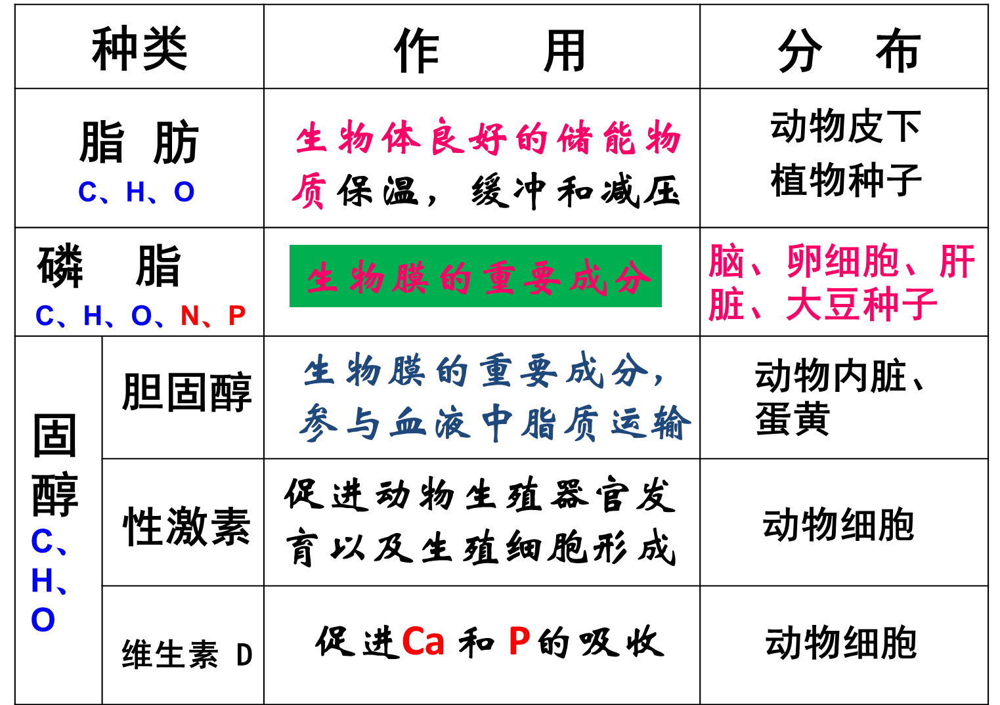 种类 作 用 分 布
脂 肪
C、H、O
生物体良好的储能物
质保温，缓冲和减压
动物皮下
植物种子
磷 脂
C、H、O、N、P
生物膜的重要成分
脑、卵细胞、肝
脏、大豆种子
固
醇
C、
H、
O
胆固醇
生物膜的重要成分，
参与血液中脂质运输
动物内脏、
蛋黄
性激素
促进动物生殖器官发
育以及生殖细胞形成
动物细胞
维生素 D
促进Ca 和 P的吸收
动物细胞